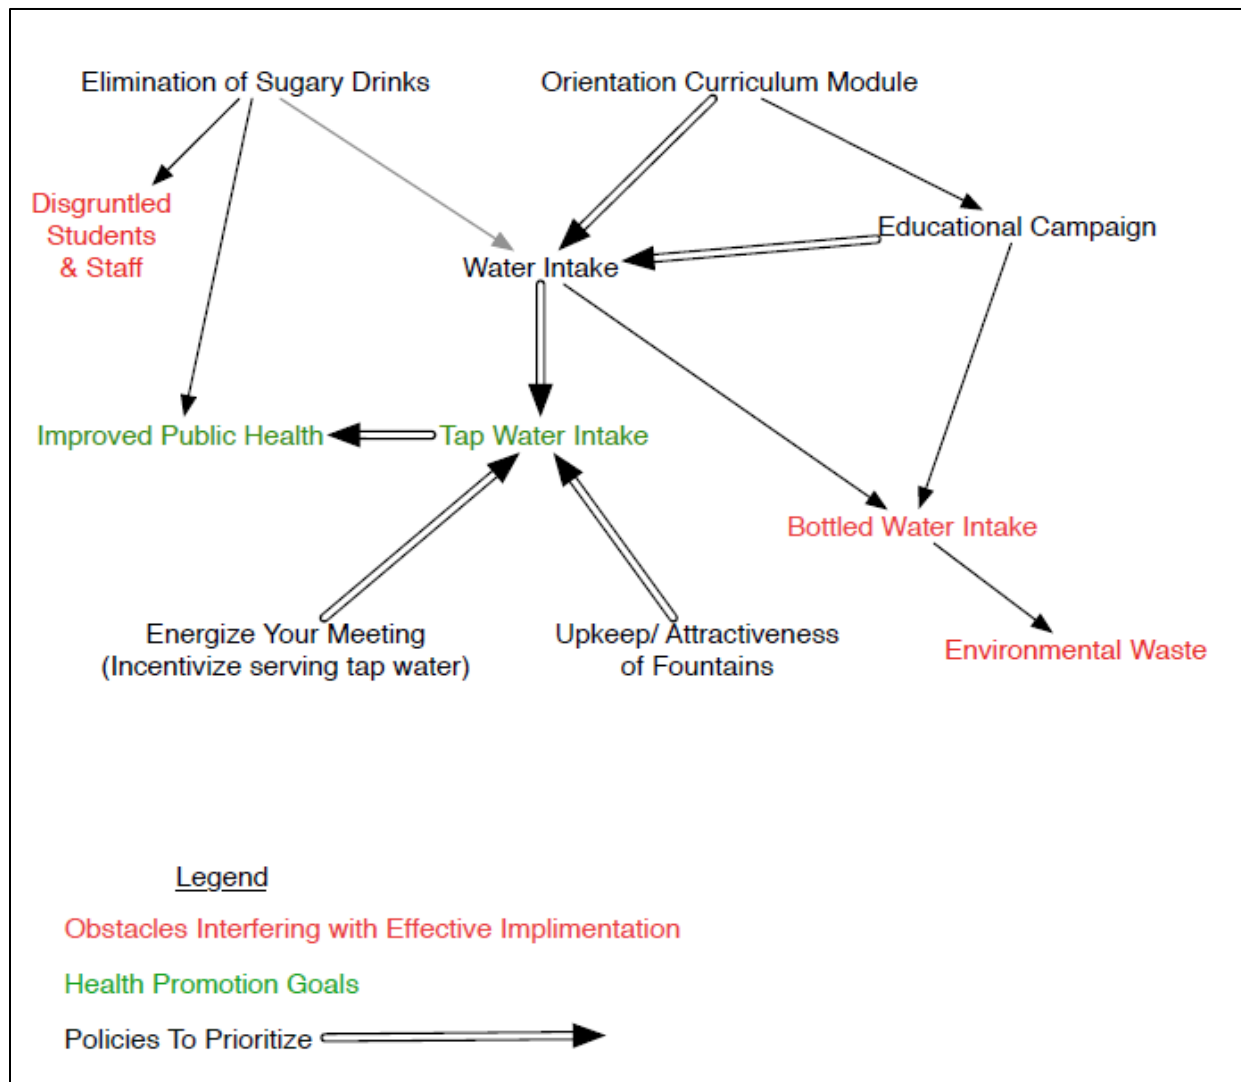 Elimination of Sugary Drinks
Orientation Curriculum Module
Disgruntled
Students
& Staff
Educational Campaign
Water Intake
Improved Public Health
Tap Water Intake
Bottled Water Intake
Energize Your Meeting
(Incentivize serving tap water)
Upkeep/ Attractiveness
of Fountains
Environmental Waste
Legend
Obstacles Interfering with Effective Implimentation
Health Promotion Goals
Policies To Prioritize